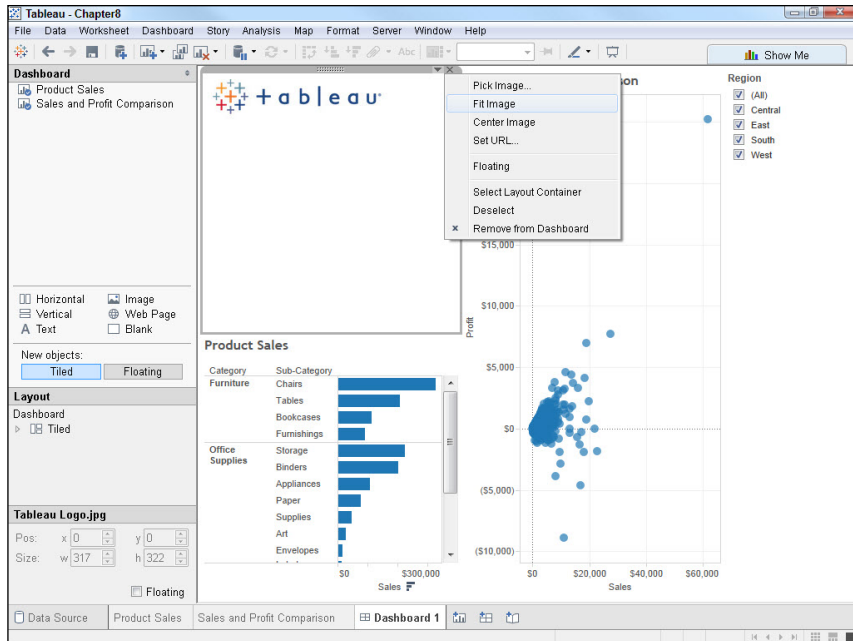 Tableau - Chapter8
File Data Worksheet Dashboard Story Analysis Map Format Server Window Help
Abc
Show Me
Dashboard
Product Sales
Sales and Profit Comparison
Horizontal Image
Vertical Web Page
A Text Blank
New objects:
Tiled Floating
Layout
Dashboard
Tiled
Tableau Logo.jpg
Pos: x 0 y 0
Size: w 317 h 322
Floating
+ a b l e a u
Pick Image...
Fit Image
Center Image
Set URL...
Floating
Select Layout Container
Deselect
Remove from Dashboard
Region
(All)
Central
East
South
West
$15,000
$10,000
$5,000
$0
($5,000)
($10,000)
Profit
$0 $20,000 $40,000 $60,000
Sales
Product Sales
Category Sub-Category
Furniture Chairs
Tables
Bookcases
Furnishings
Office Supplies Storage
Binders
Appliances
Paper
Supplies
Art
Envelopes
$0 $300,000
Sales
Data Source Product Sales Sales and Profit Comparison Dashboard 1